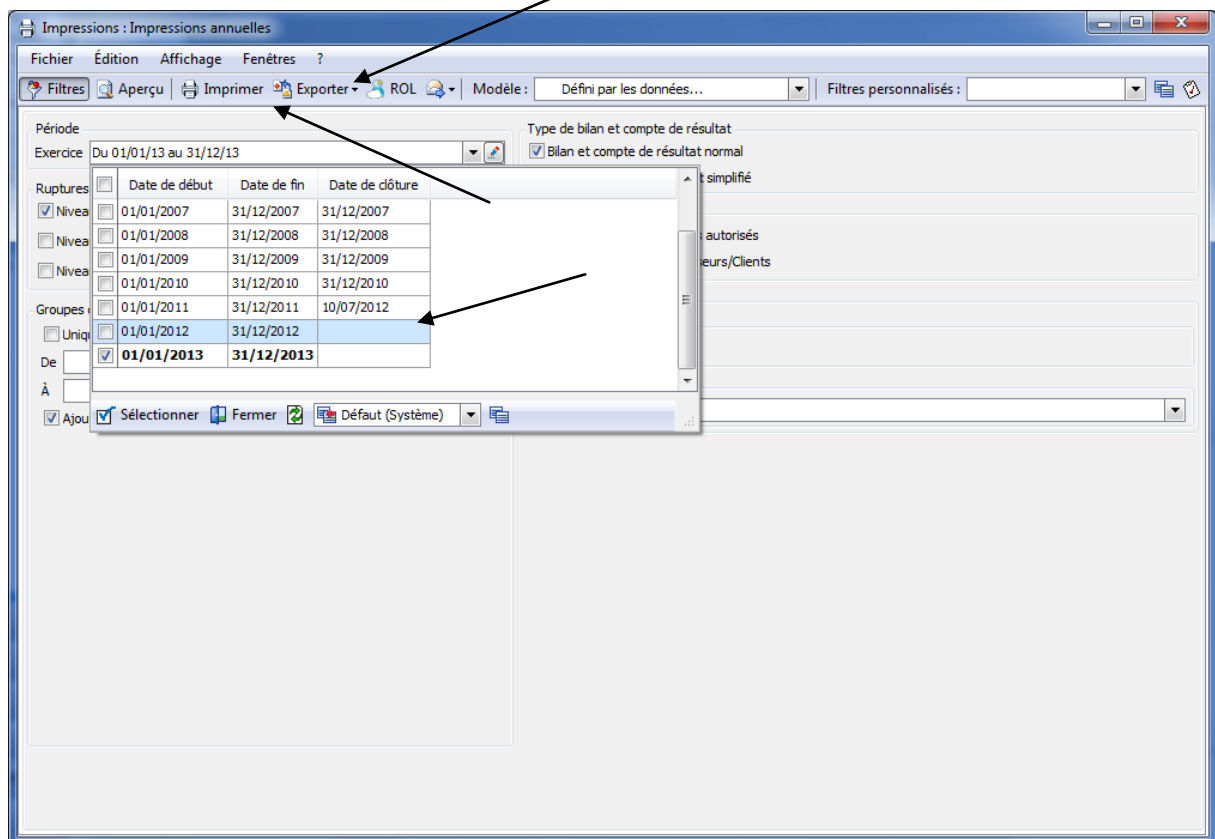 Impressions : Impressions annuelles
Fichier Édition Affichage Fenêtres ?
Filtres Aperçu Imprimer Exporter ROL Modèle : Défini par les données... Filtres personnalisés :
Période
Exercice Du 01/01/13 au 31/12/13
Type de bilan et compte de résultat
Bilan et compte de résultat normal
t simplifié
Ruptures
Date de début Date de fin Date de clôture
Nivea 01/01/2007 31/12/2007 31/12/2007
Nivea 01/01/2008 31/12/2008 31/12/2008
autorisés
01/01/2009 31/12/2009 31/12/2009
eurs/Clients
Nivea 01/01/2010 31/12/2010 31/12/2010
Groupes 01/01/2011 31/12/2011 10/07/2012
Uniq 01/01/2012 31/12/2012
De 01/01/2013 31/12/2013
À
Ajou Sélectionner Fermer Défaut (Système)